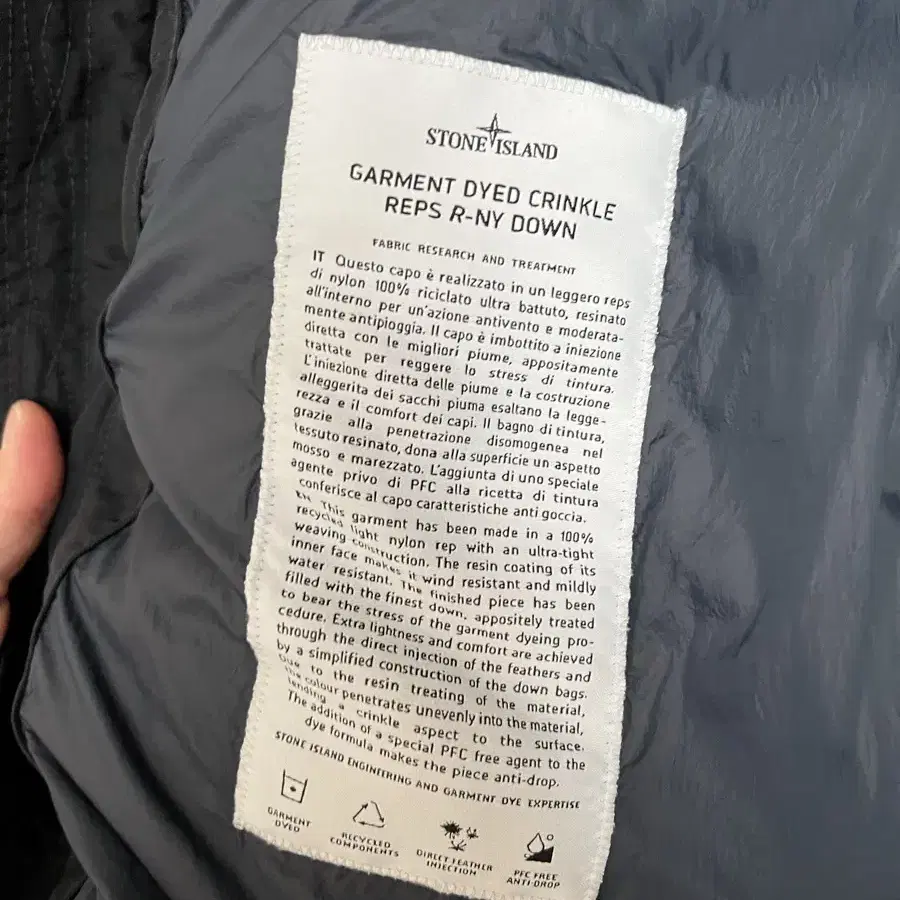 STONE ISLAND
GARMENT DYED CRINKLE
REPS R-NY DOWN
FABRIC RESEARCH AND TREATMENT
IT Questo capo è realizzato in un leggero reps
di nylon 100% riciclato ultra battuto, resinato
all'interno per un'azione antivento e moderata-
mente antipioggia. Il capo è imbottito a iniezione
diretta con le migliori piume, appositamente
trattate per reggere lo stress di tintura.
L'iniezione diretta delle piume e la costruzione
alleggerita dei sacchi piuma esaltano la legge-
rezza e il comfort dei capi. Il bagno di tintura,
grazie alla penetrazione disomogenea nel
tessuto resinato, dona alla superficie un aspetto
mosso e marezzato. L'aggiunta di uno speciale
agente privo di PFC alla ricetta di tintura
conferisce al capo caratteristiche anti goccia.
EN This garment has been made in a 100%
recycled light nylon rep with an ultra-tight
weaving construction. The resin coating of its
inner face makes it wind resistant and mildly
water resistant. The finished piece has been
filled with the finest down, appositely treated
to bear the stress of the garment dyeing pro-
cedure. Extra lightness and comfort are achieved
through the direct injection of the feathers and
by a simplified construction of the down bags.
Due to the resin treating of the material,
the colour penetrates unevenly into the material,
lending a crinkle aspect to the surface.
The addition of a special PFC free agent to the
dye formula makes the piece anti-drop.
STONE ISLAND ENGINEERING AND GARMENT DYE EXPERTISE
GARMENT
DYED
RECYCLED
COMPONENTS
DIRECT FEATHER
INJECTION
PFC FREE
ANTI-DROP